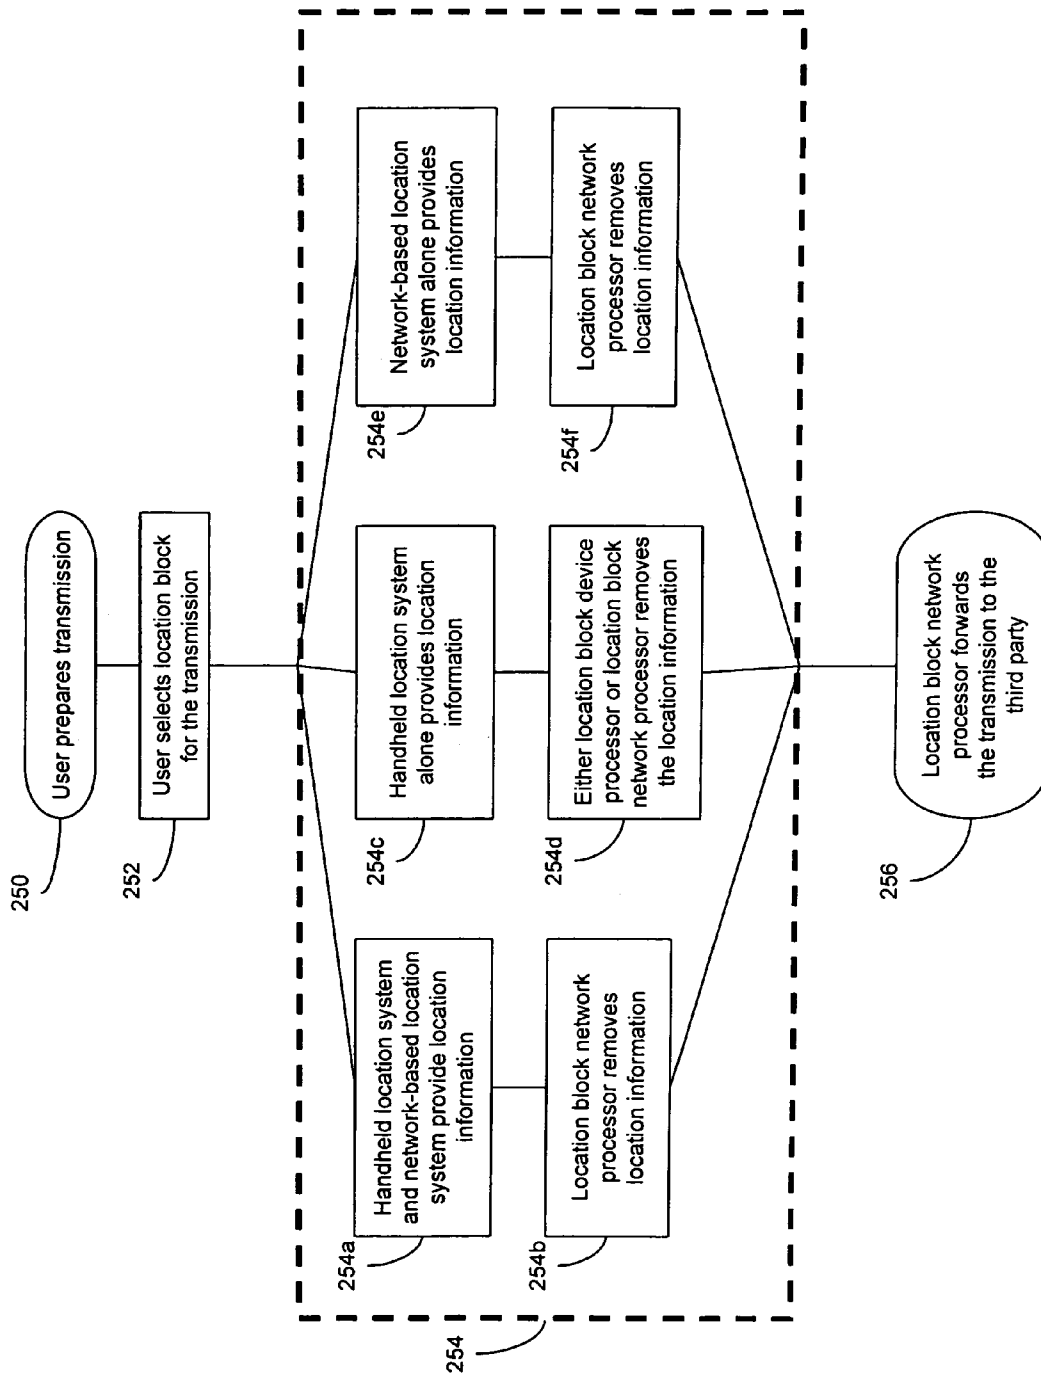 250
User prepares transmission
252
User selects location block
for the transmission
254
254a
Handheld location system
and network-based location
system provide location
information
254b
Location block network
processor removes
location information
254c
Handheld location system
alone provides location
information
254d
Either location block device
processor or location block
network processor removes
the location information
254e
Network-based location
system alone provides
location information
254f
Location block network
processor removes
location information
256
Location block network
processor forwards
the transmission to the
third party